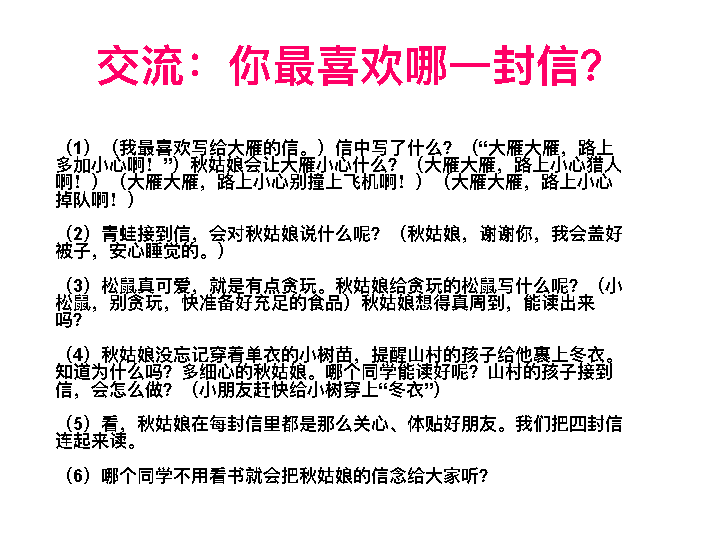 交流：你最喜欢哪一封信？
（1）（我最喜欢写给大雁的信。）信中写了什么？（“大雁大雁，路上
多加小心啊！”）秋姑娘会让大雁小心什么？（大雁大雁，路上小心猎人
啊！）（大雁大雁，路上小心别撞上飞机啊！）（大雁大雁，路上小心
掉队啊！）
（2）青蛙接到信，会对秋姑娘说什么呢？（秋姑娘，谢谢你，我会盖好
被子，安心睡觉的。）
（3）松鼠真可爱，就是有点贪玩。秋姑娘给贪玩的松鼠写什么呢？（小
松鼠，别贪玩，快准备好充足的食品）秋姑娘想得真周到，能读出来
吗？
（4）秋姑娘没忘记穿着单衣的小树苗，提醒山村的孩子给他裹上冬衣。
知道为什么吗？多细心的秋姑娘。哪个同学能读好呢？山村的孩子接到
信，会怎么做？（小朋友赶快给小树穿上“冬衣”）
（5）看，秋姑娘在每封信里都是那么关心、体贴好朋友。我们把四封信
连起来读。
（6）哪个同学不用看书就会把秋姑娘的信念给大家听？